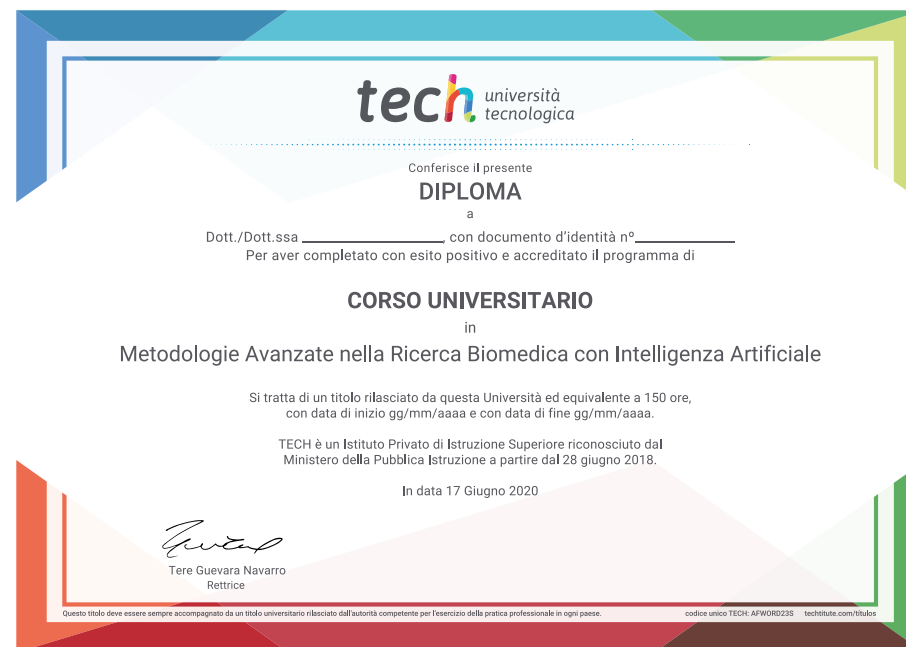 tech università
tecnologica
Conferisce il presente
DIPLOMA
a
Dott./Dott.ssa ____________________, con documento d'identità nº______________
Per aver completato con esito positivo e accreditato il programma di
CORSO UNIVERSITARIO
in
Metodologie Avanzate nella Ricerca Biomedica con Intelligenza Artificiale
Si tratta di un titolo rilasciato da questa Università ed equivalente a 150 ore,
con data di inizio gg/mm/aaaa e con data di fine gg/mm/aaaa.
TECH è un Istituto Privato di Istruzione Superiore riconosciuto dal
Ministero della Pubblica Istruzione a partire dal 28 giugno 2018.
In data 17 Giugno 2020
Tere Guevara Navarro
Rettrice
Questo titolo deve essere sempre accompagnato da un titolo universitario rilasciato dall'autorità competente per l'esercizio della pratica professionale in ogni paese. codice unico TECH: AFWORD23S techtitute.com/titulos